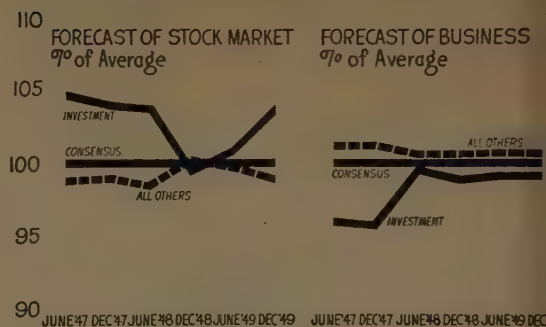 110
FORECAST OF STOCK MARKET
% of Average
FORECAST OF BUSINESS
% of Average
105
INVESTMENT
CONSENSUS
ALL OTHERS
100
ALL OTHERS
CONSENSUS
INVESTMENT
95
90
JUNE '47 DEC '47 JUNE '48 DEC '48 JUNE '49 DEC '49
JUNE '47 DEC '47 JUNE '48 DEC '48 JUNE '49 DEC